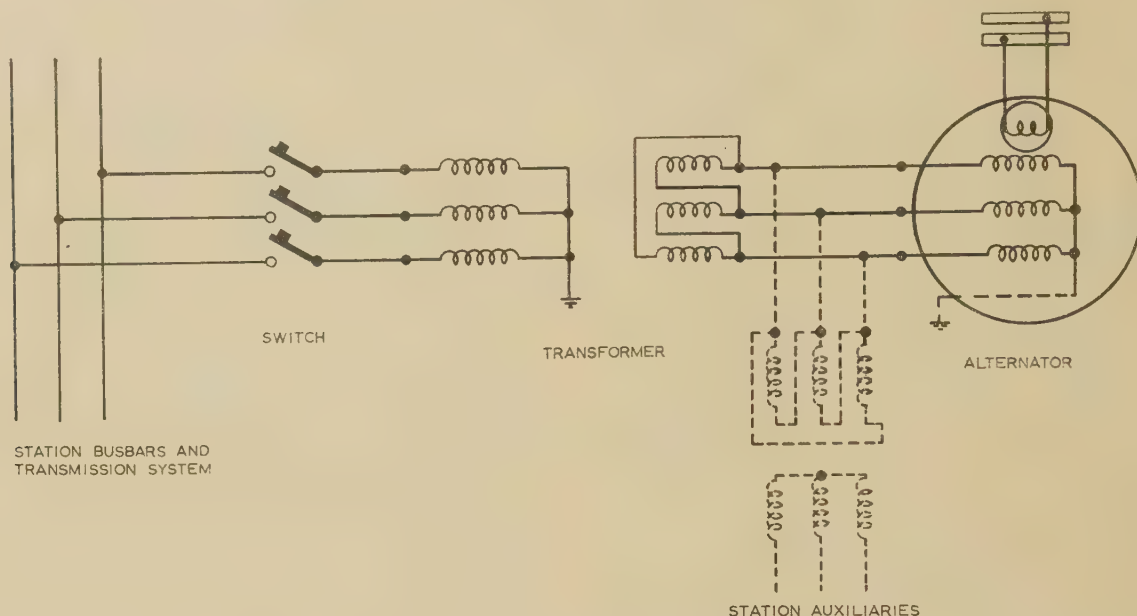 SWITCH
TRANSFORMER
ALTERNATOR
STATION BUSBARS AND
TRANSMISSION SYSTEM
STATION AUXILIARIES